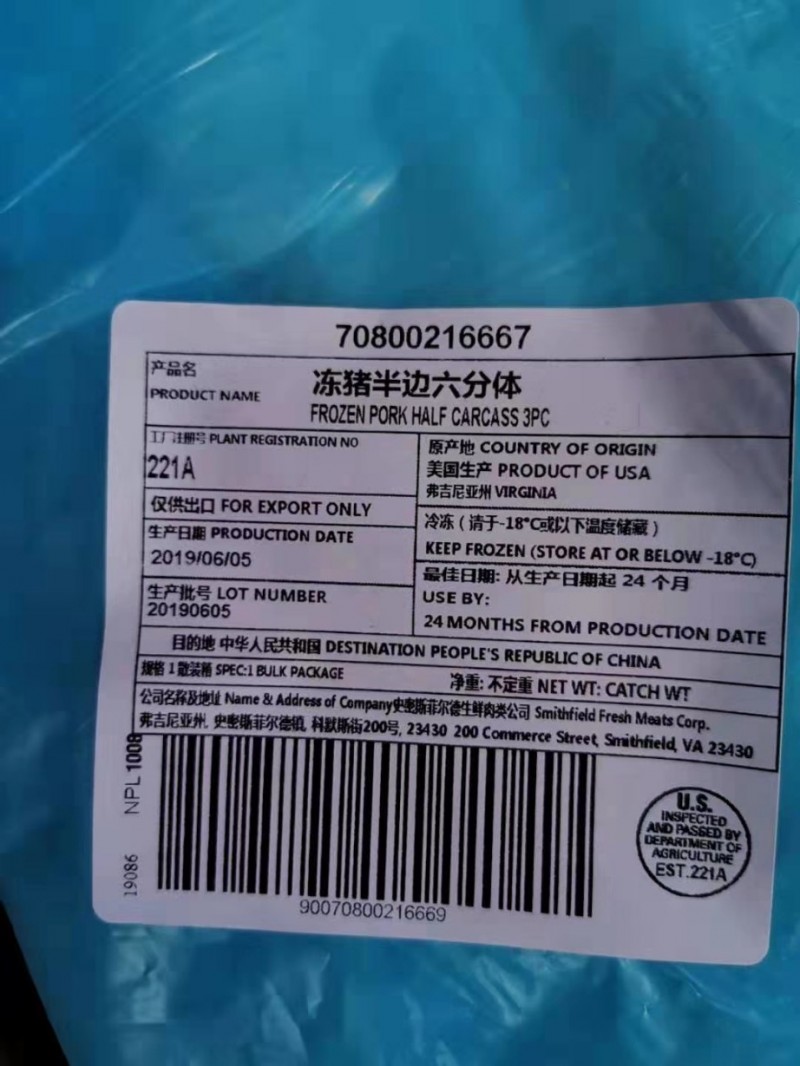 70800216667
产品名
PRODUCT NAME
冻猪半边六分体
FROZEN PORK HALF CARCASS 3PC
工厂注册号 PLANT REGISTRATION NO
221A
仅供出口 FOR EXPORT ONLY
生产日期 PRODUCTION DATE
2019/06/05
生产批号 LOT NUMBER
20190605
原产地 COUNTRY OF ORIGIN
美国生产 PRODUCT OF USA
弗吉尼亚州 VIRGINIA
冷冻（请于-18°C或以下温度储藏）
KEEP FROZEN (STORE AT OR BELOW -18°C)
最佳日期: 从生产日期起 24 个月
USE BY:
24 MONTHS FROM PRODUCTION DATE
目的地 中华人民共和国 DESTINATION PEOPLE'S REPUBLIC OF CHINA
规格 1 散装箱 SPEC:1 BULK PACKAGE
净重: 不定重 NET WT: CATCH WT
公司名称及地址 Name & Address of Company史密斯菲尔德生鲜肉类公司 Smithfield Fresh Meats Corp.
弗吉尼亚州, 史密斯菲尔德镇, 科默斯街200号, 23430 200 Commerce Street, Smithfield, VA 23430
NPL 1008
19086
90070800216669
U.S.
INSPECTED
AND PASSED BY
DEPARTMENT OF
AGRICULTURE
EST.221A